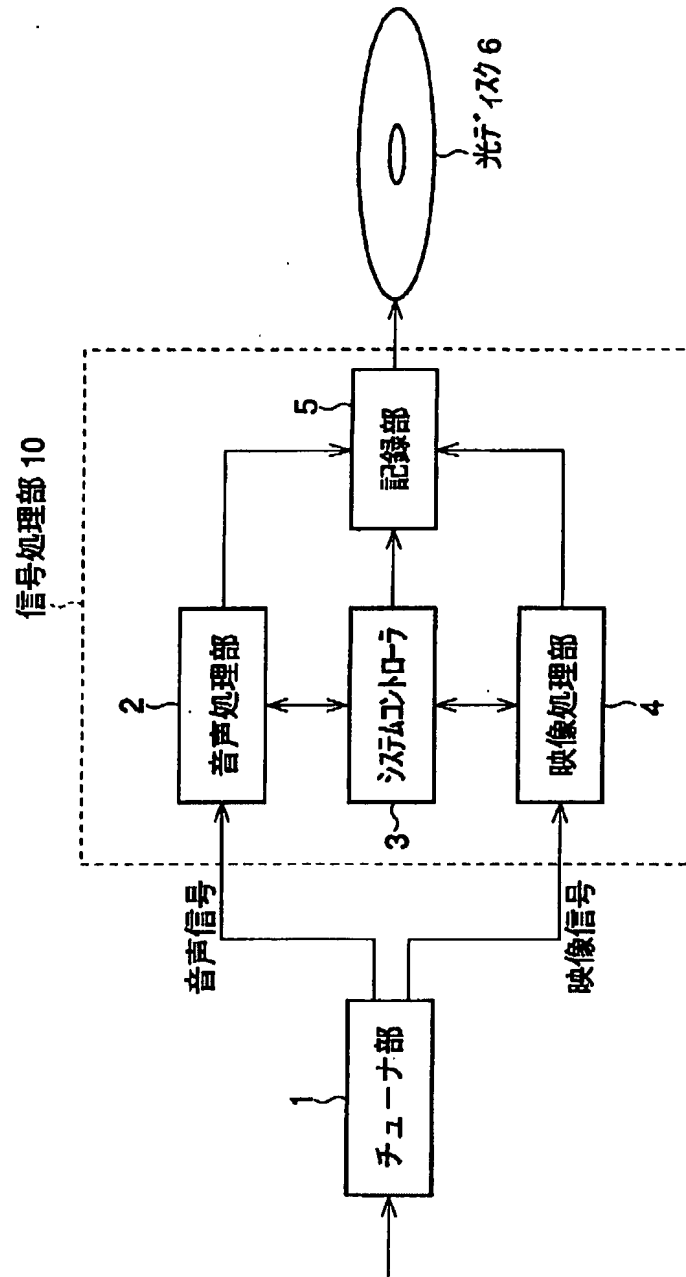 信号処理部 10
1
チューナ部
音声信号
映像信号
2
音声処理部
3
システムコントローラ
映像処理部
4
5
記録部
光ディスク 6